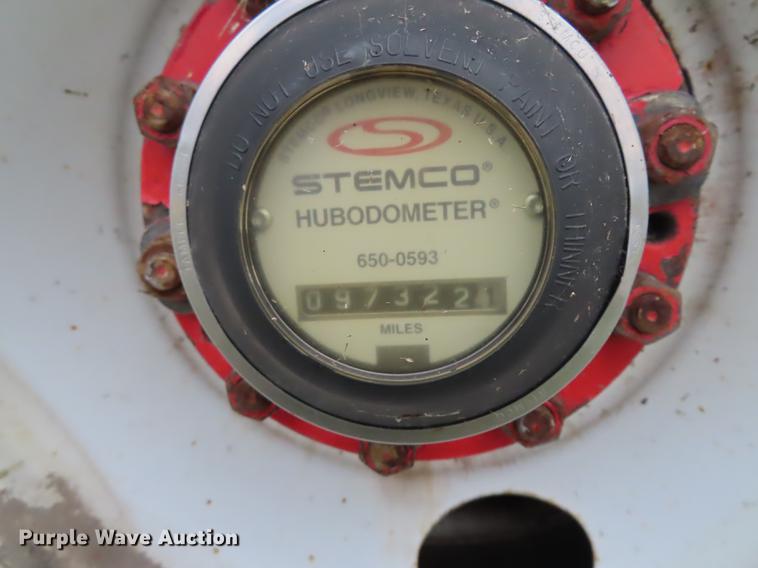 DO NOT USE SOLVENT PAINT OR THINNER
STEMCO LONGVIEW, TEXAS U.S.A.
STEMCO®
HUBODOMETER®
650-0593
0973221
MILES
Purple Wave Auction